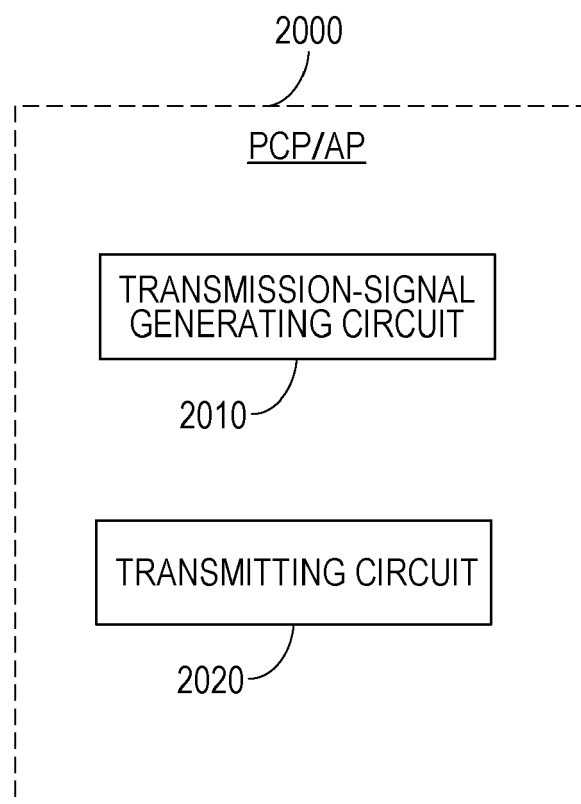 2000
PCP/AP
TRANSMISSION-SIGNAL
GENERATING CIRCUIT
2010
TRANSMITTING CIRCUIT
2020